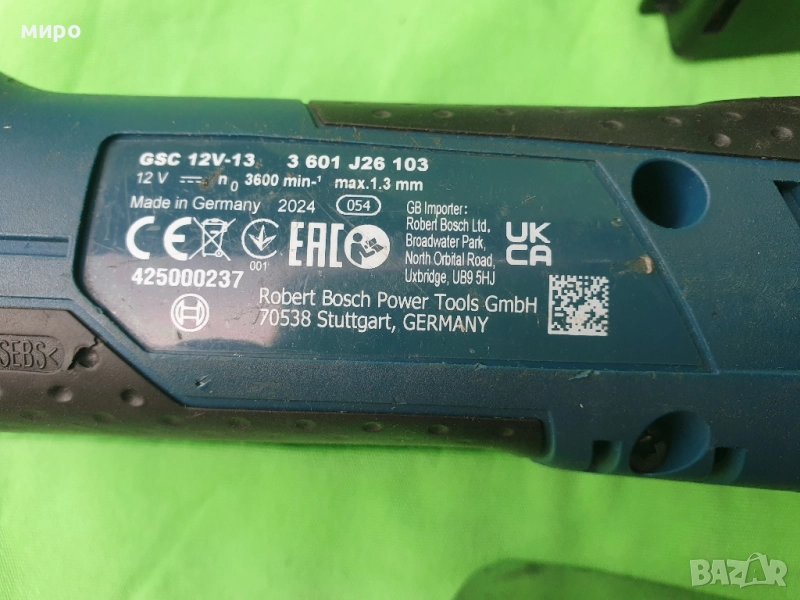 миро
GSC 12V-13 3 601 J26 103
12 V n0 3600 min-¹ max.1.3 mm
Made in Germany 2024 054
GB Importer:
Robert Bosch Ltd.
Broadwater Park,
North Orbital Road,
Uxbridge, UB9 5HJ
CE
001
EAC
UK
CA
425000237
Robert Bosch Power Tools GmbH
70538 Stuttgart, GERMANY
SEBS<
BAZAR